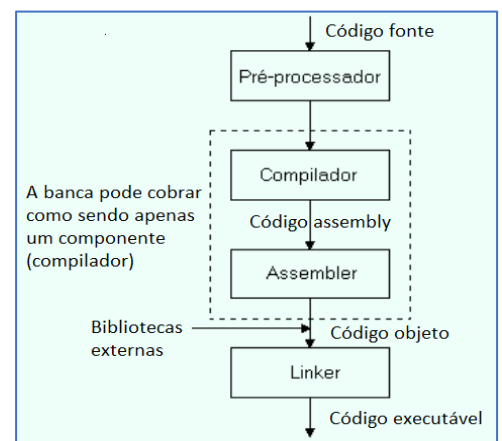 Código fonte
Pré-processador
Compilador
A banca pode cobrar
como sendo apenas
um componente
(compilador)
Código assembly
Assembler
Bibliotecas
externas
Código objeto
Linker
Código executável